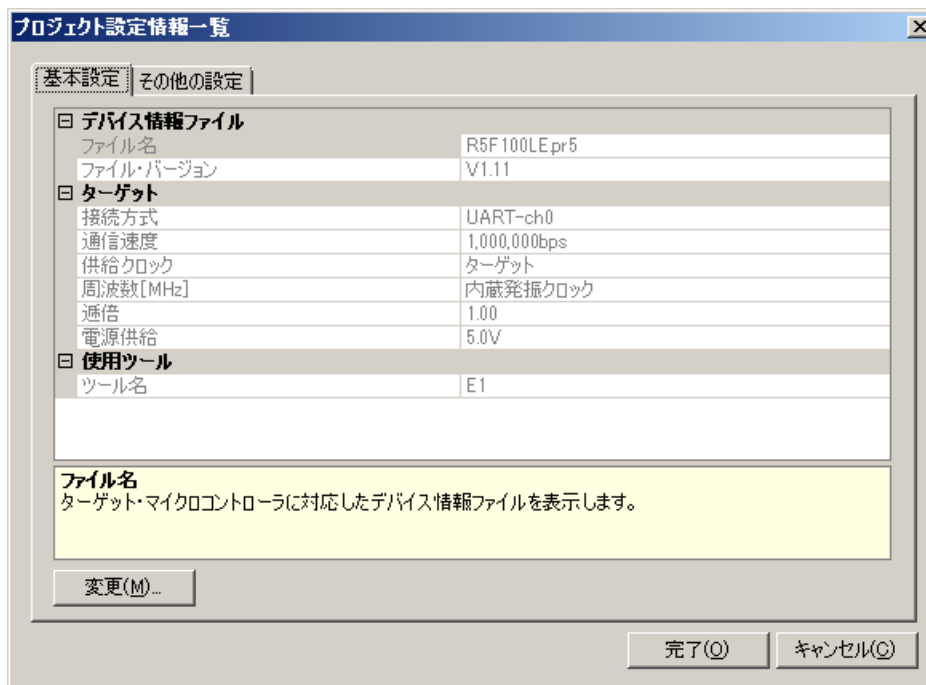 プロジェクト設定情報一覧
基本設定 その他の設定
デバイス情報ファイル
ファイル名 R5F100LE.pr5
ファイル・バージョン V1.11
ターゲット
接続方式 UART-ch0
通信速度 1,000,000bps
供給クロック ターゲット
周波数[MHz] 内蔵発振クロック
逓倍 1.00
電源供給 5.0V
使用ツール
ツール名 E1
ファイル名
ターゲット・マイクロコントローラに対応したデバイス情報ファイルを表示します。
変更(M)...
完了(O) キャンセル(C)